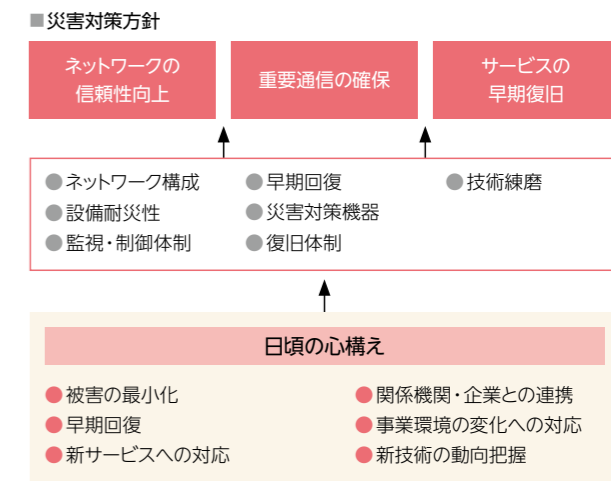 ■災害対策方針
ネットワークの
信頼性向上
重要通信の確保
サービスの
早期復旧
●ネットワーク構成
●設備耐災性
●監視・制御体制
●早期回復
●災害対策機器
●復旧体制
●技術練磨
日頃の心構え
●被害の最小化
●早期回復
●新サービスへの対応
●関係機関・企業との連携
●事業環境の変化への対応
●新技術の動向把握